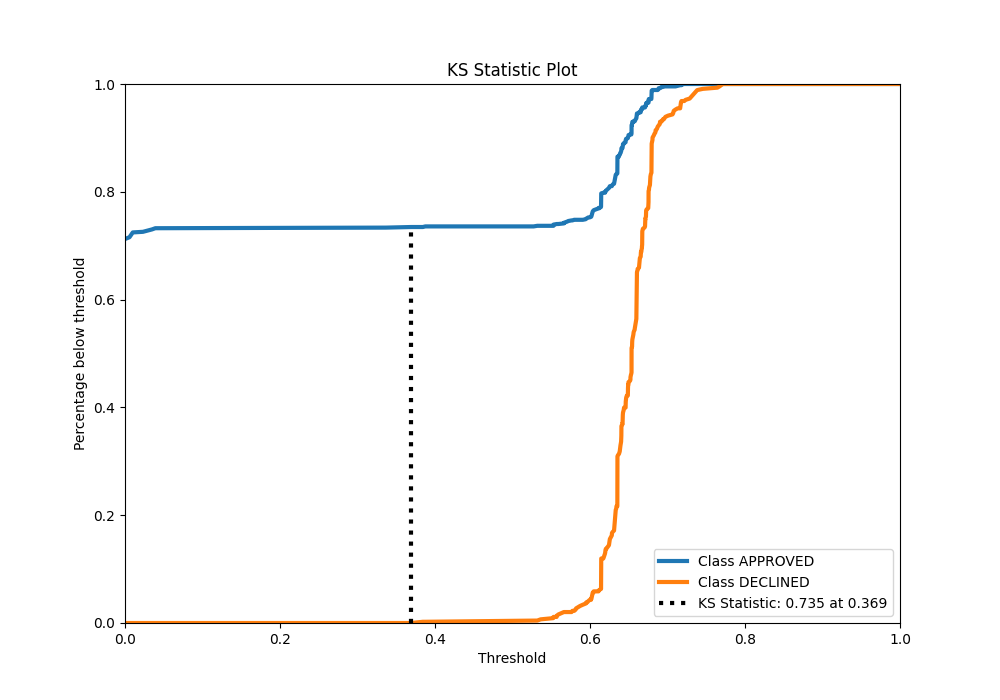 KS Statistic Plot
Percentage below threshold
1.0
0.8
0.6
0.4
0.2
0.0
0.0 0.2 0.4 0.6 0.8 1.0
Threshold
Class APPROVED
Class DECLINED
KS Statistic: 0.735 at 0.369